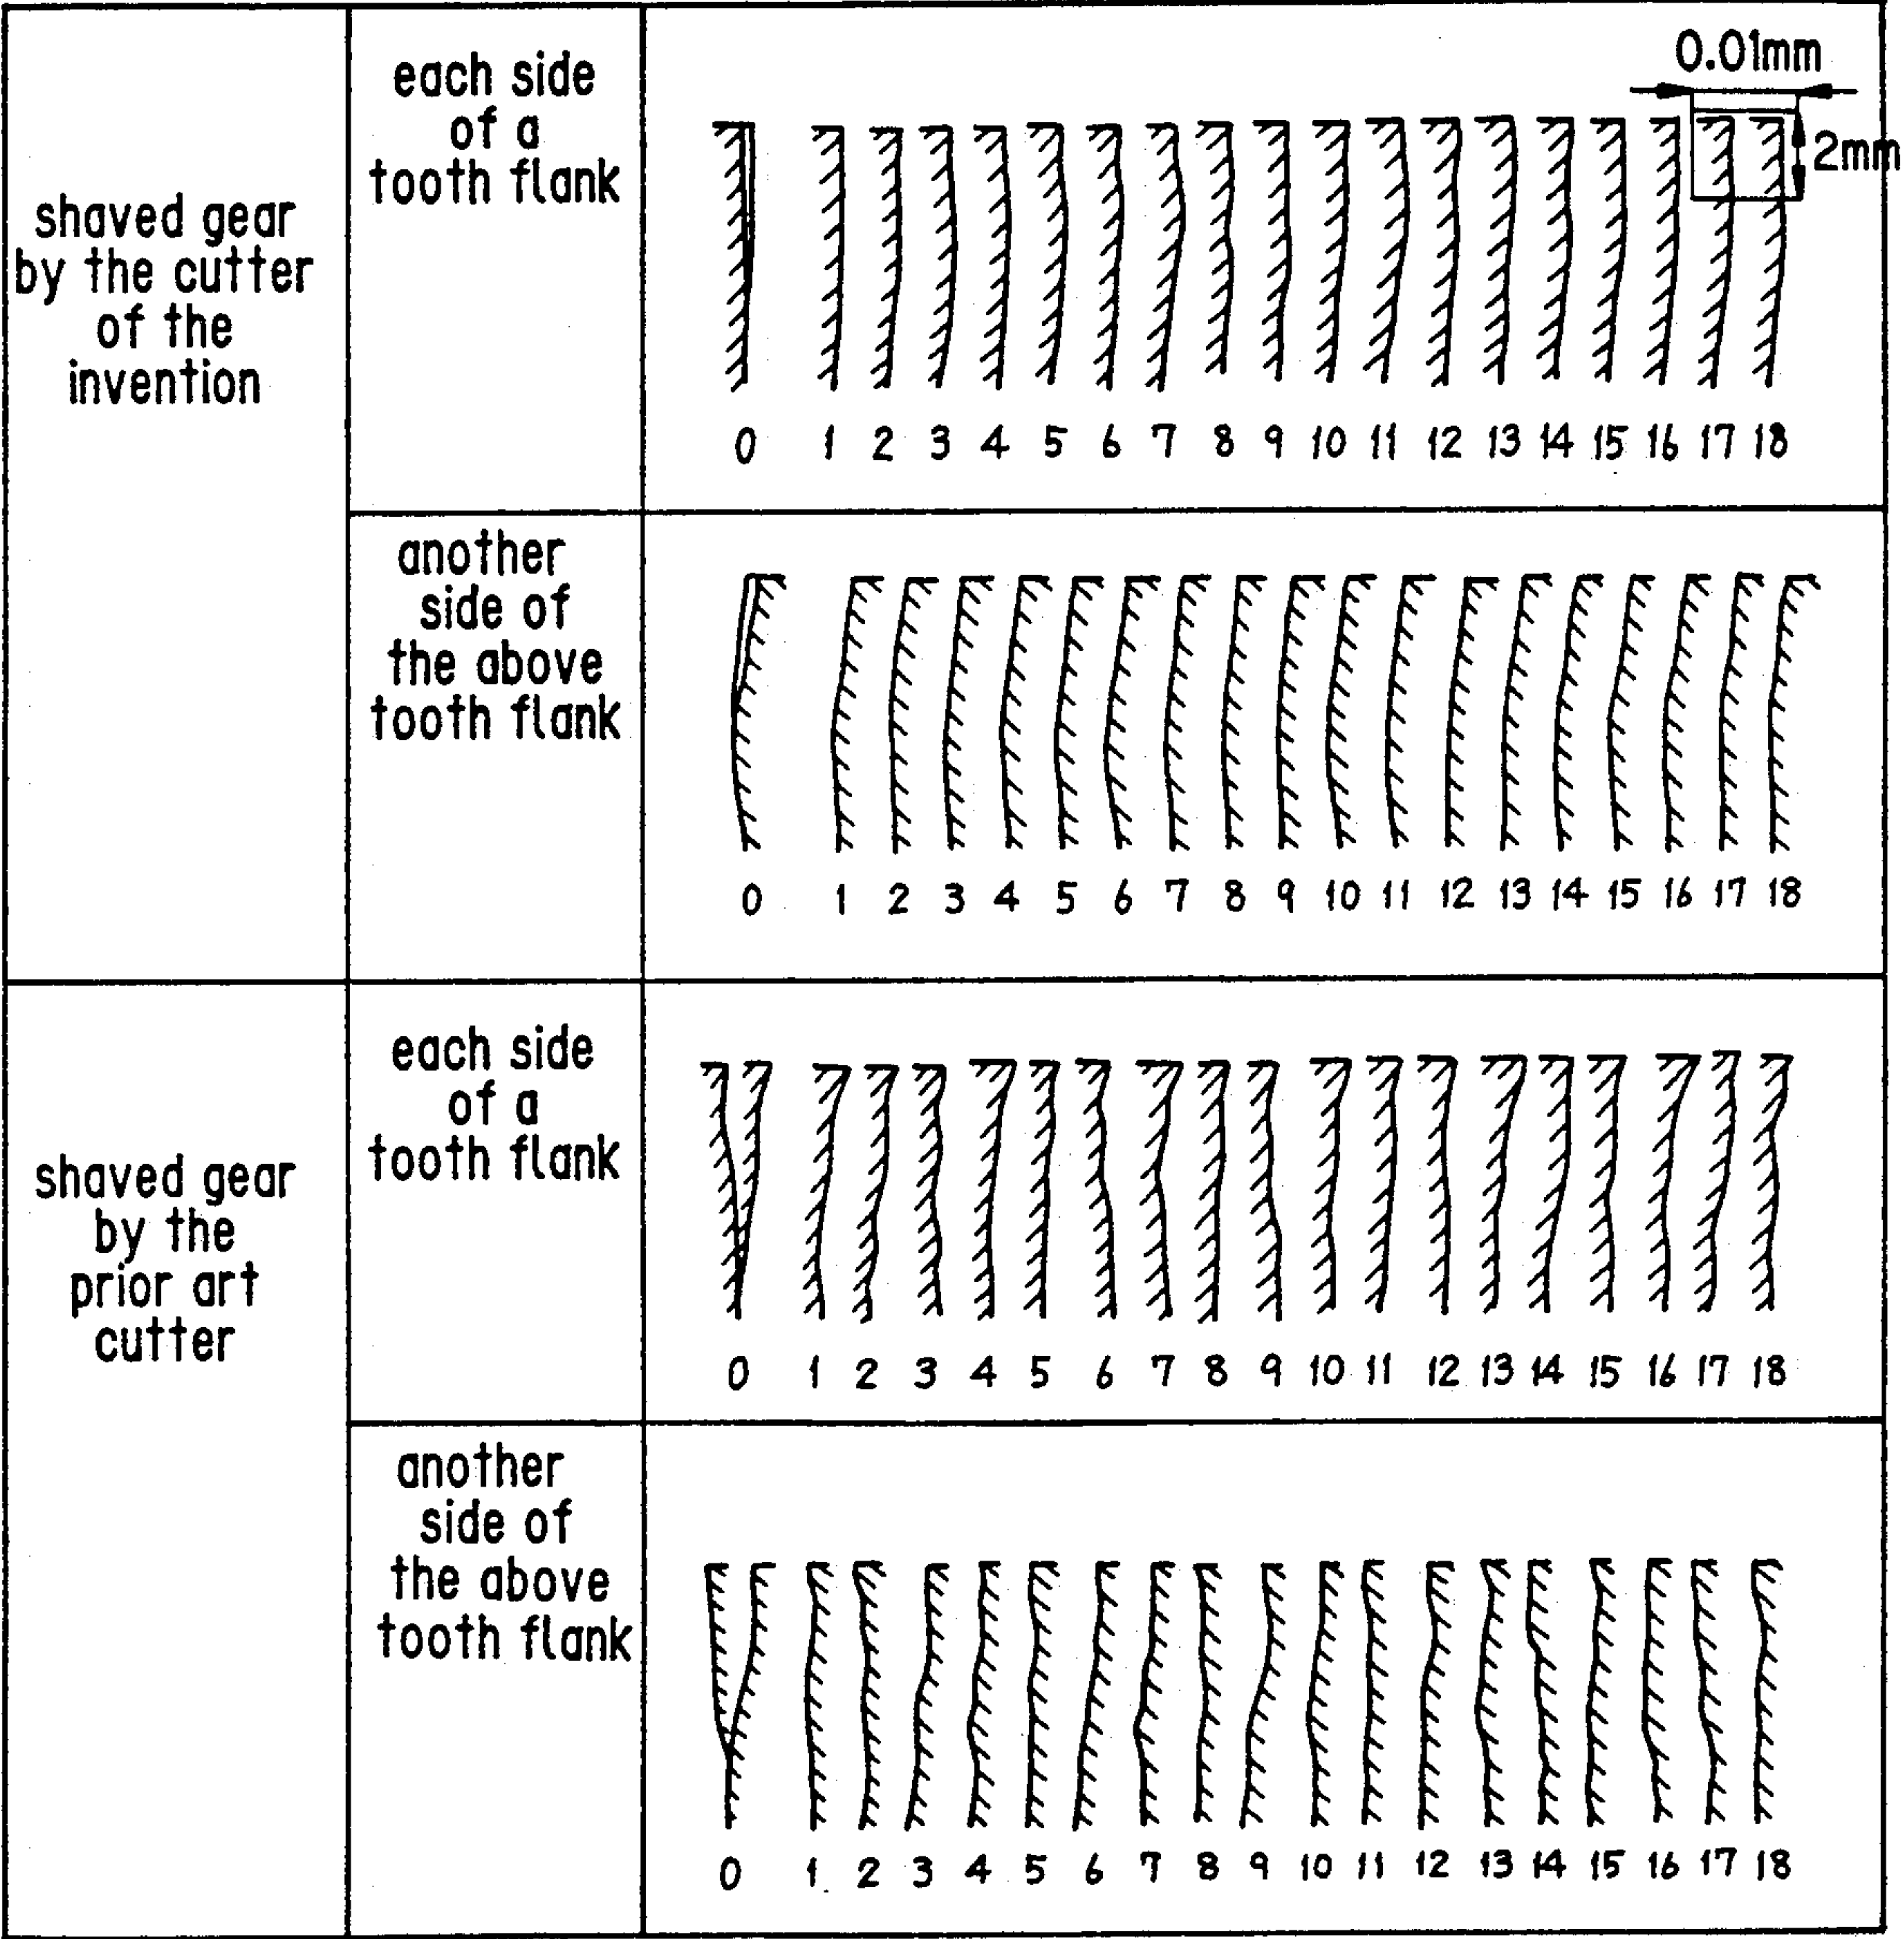 shaved gear
by the cutter
of the
invention
each side
of a
tooth flank
0.01mm
2mm
0 1 2 3 4 5 6 7 8 9 10 11 12 13 14 15 16 17 18
another
side of
the above
tooth flank
0 1 2 3 4 5 6 7 8 9 10 11 12 13 14 15 16 17 18
shaved gear
by the
prior art
cutter
each side
of a
tooth flank
0 1 2 3 4 5 6 7 8 9 10 11 12 13 14 15 16 17 18
another
side of
the above
tooth flank
0 1 2 3 4 5 6 7 8 9 10 11 12 13 14 15 16 17 18